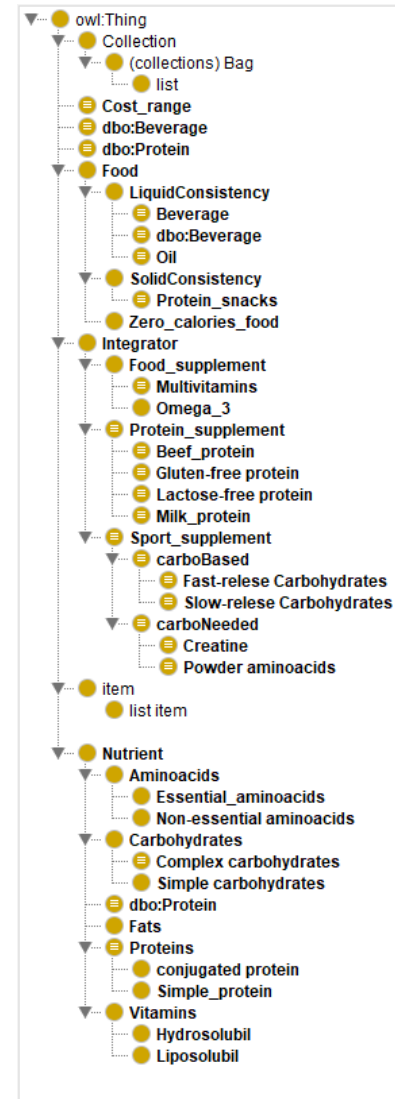 owl:Thing
Collection
(collections) Bag
list
Cost_range
dbo:Beverage
dbo:Protein
Food
LiquidConsistency
Beverage
dbo:Beverage
Oil
SolidConsistency
Protein_snacks
Zero_calories_food
Integrator
Food_supplement
Multivitamins
Omega_3
Protein_supplement
Beef_protein
Gluten-free protein
Lactose-free protein
Milk_protein
Sport_supplement
carboBased
Fast-relese Carbohydrates
Slow-relese Carbohydrates
carboNeeded
Creatine
Powder aminoacids
item
list item
Nutrient
Aminoacids
Essential_aminoacids
Non-essential aminoacids
Carbohydrates
Complex carbohydrates
Simple carbohydrates
dbo:Protein
Fats
Proteins
conjugated protein
Simple_protein
Vitamins
Hydrosolubil
Liposolubil